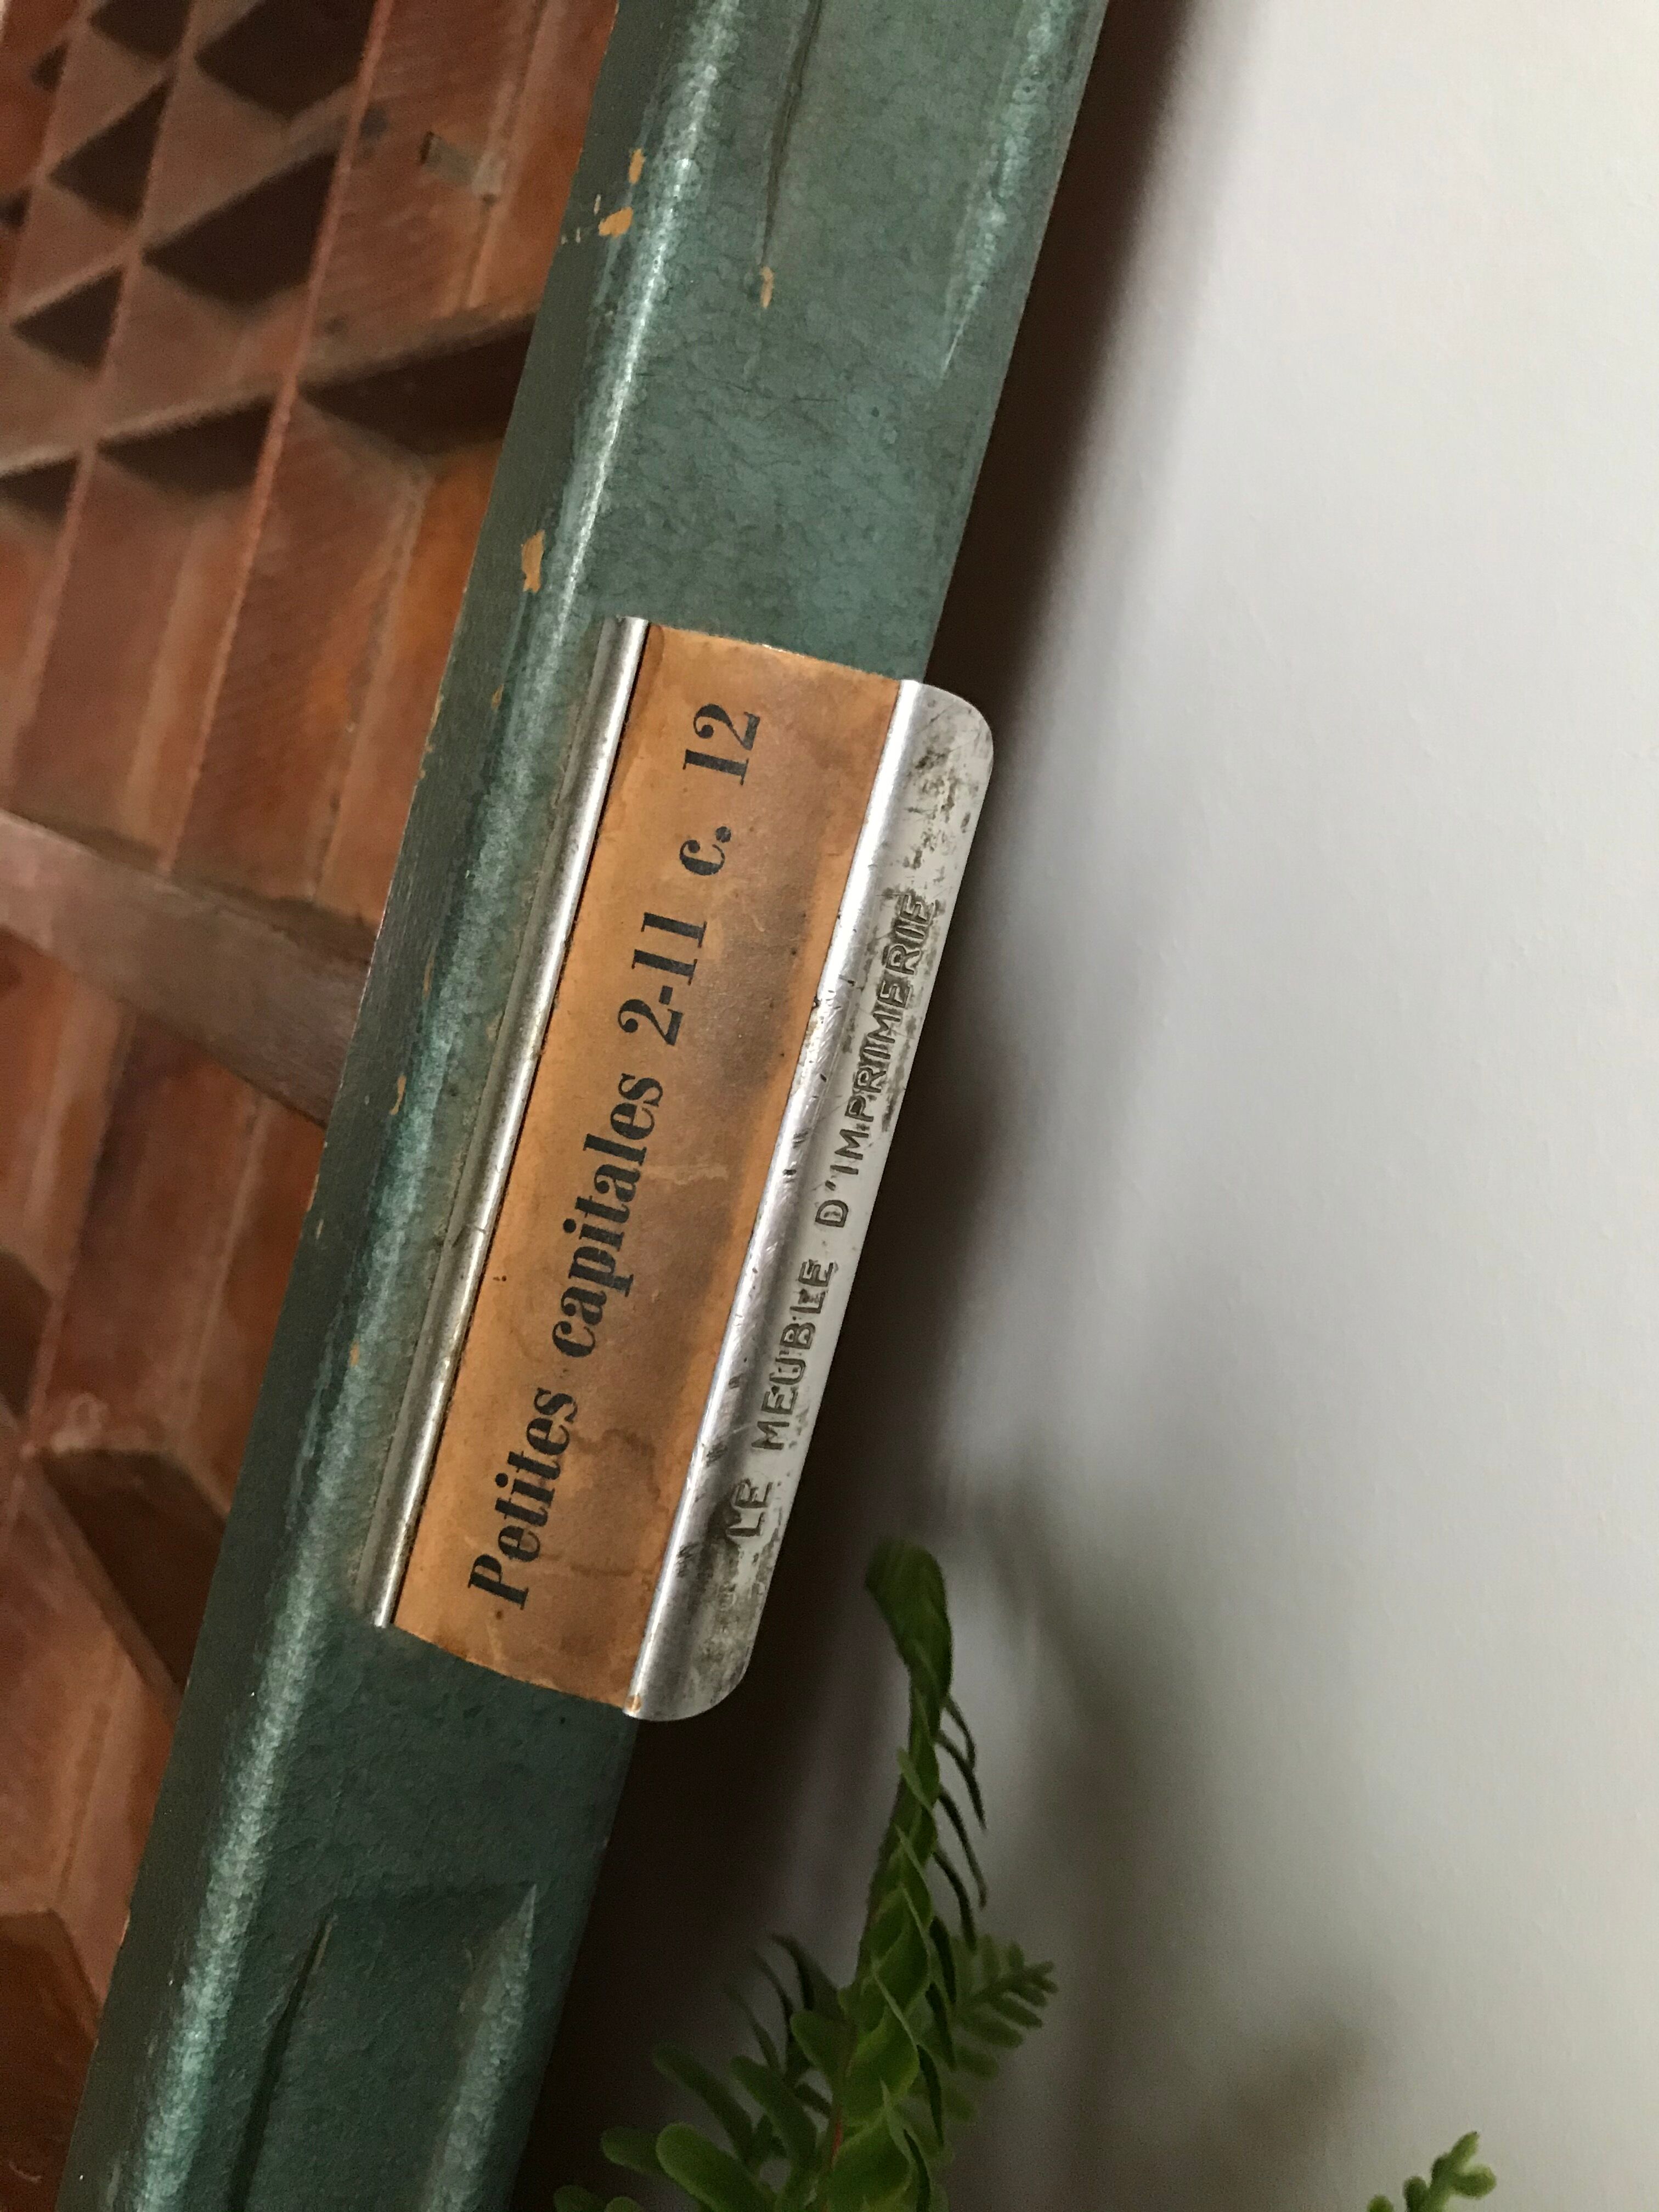 Petites capitales 2-11 c. 12
LE MEUBLE D'IMPRIMERIE